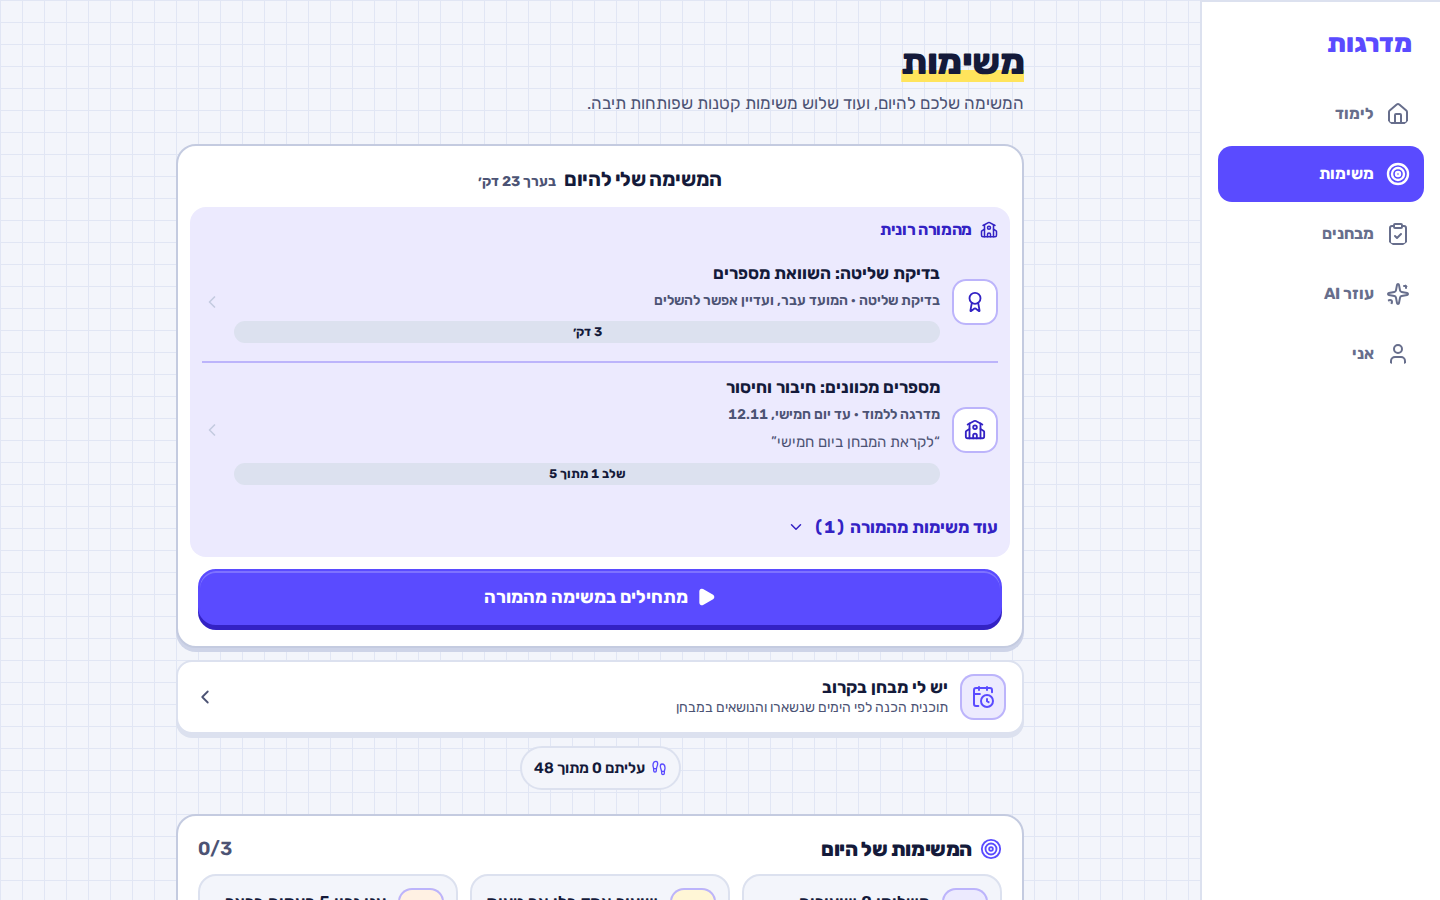 מדרגות
לימוד
משימות
מבחנים
עוזר AI
אני
משימות
המשימה שלכם להיום, ועוד שלוש משימות קטנות שפותחות תיבה.
המשימה שלי להיום בערך 23 דק׳
מהמורה רונית
בדיקת שליטה: השוואת מספרים
בדיקת שליטה • המועד עבר, ועדיין אפשר להשלים
3 דק׳
מספרים מכוונים: חיבור וחיסור
מדרגה ללמוד • עד יום חמישי, 12.11
״לקראת המבחן ביום חמישי״
שלב 1 מתוך 5
עוד משימות מהמורה (1)
מתחילים במשימה מהמורה
יש לי מבחן בקרוב
תוכנית הכנה לפי הימים שנשארו והנושאים במבחן
עליתם 0 מתוך 48
המשימות של היום
0/3